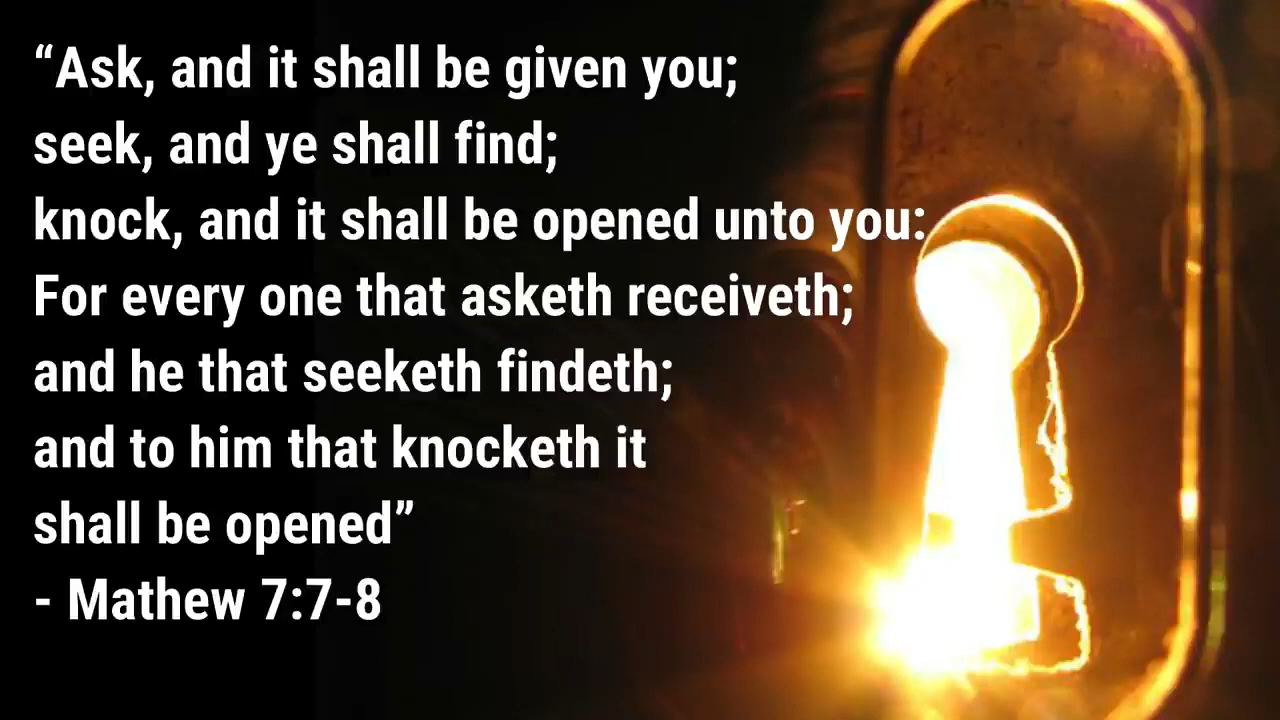 “Ask, and it shall be given you;
seek, and ye shall find;
knock, and it shall be opened unto you:
For every one that asketh receiveth;
and he that seeketh findeth;
and to him that knocketh it
shall be opened”
- Mathew 7:7-8